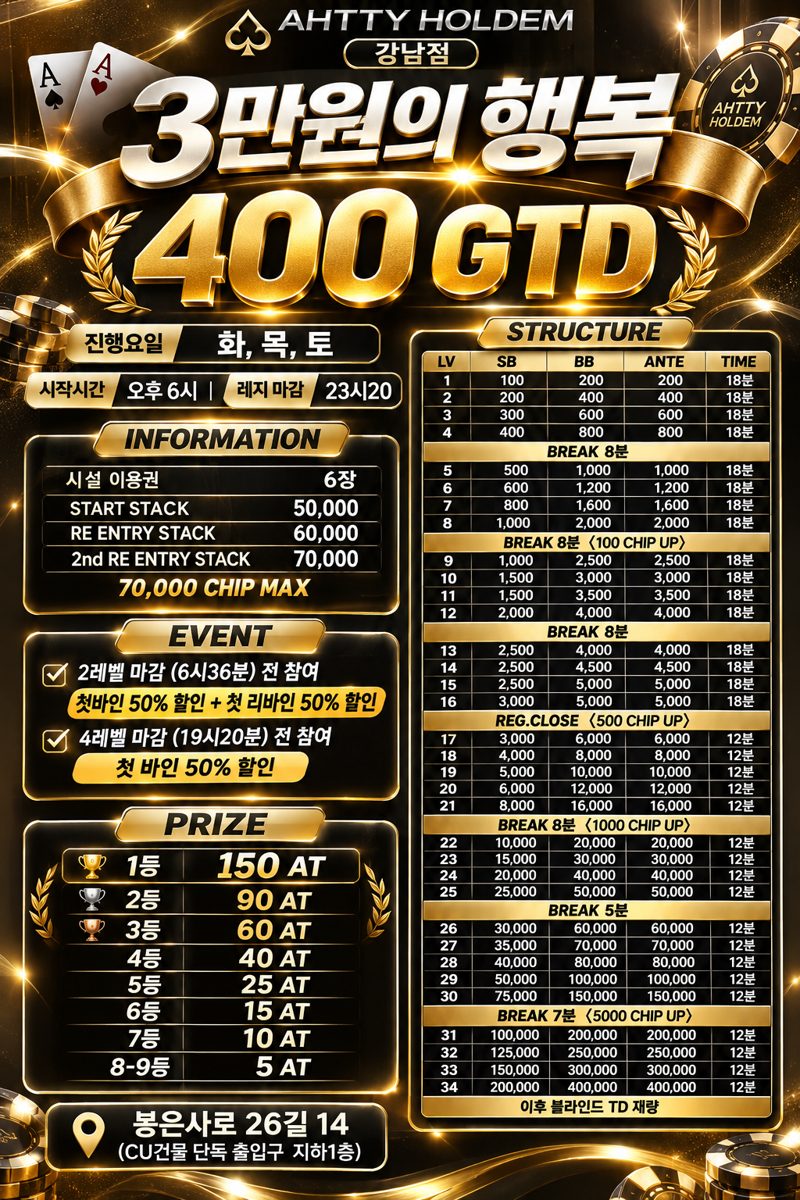 AHTTY HOLDEM
강남점
A
A
3만원의 행복
AHTTY
HOLDEM
400 GTD
진행요일 화, 목, 토
시작시간 오후 6시 | 레지 마감 23시20
INFORMATION
시설 이용권 6장
START STACK 50,000
RE ENTRY STACK 60,000
2nd RE ENTRY STACK 70,000
70,000 CHIP MAX
EVENT
2레벨 마감 (6시36분) 전 참여
첫바인 50% 할인 + 첫 리바인 50% 할인
4레벨 마감 (19시20분) 전 참여
첫 바인 50% 할인
PRIZE
1등 150 AT
2등 90 AT
3등 60 AT
4등 40 AT
5등 25 AT
6등 15 AT
7등 10 AT
8-9등 5 AT
봉은사로 26길 14
(CU건물 단독 출입구 지하1층)
STRUCTURE
LV SB BB ANTE TIME
1 100 200 200 18분
2 200 400 400 18분
3 300 600 600 18분
4 400 800 800 18분
BREAK 8분
5 500 1,000 1,000 18분
6 600 1,200 1,200 18분
7 800 1,600 1,600 18분
8 1,000 2,000 2,000 18분
BREAK 8분 〈100 CHIP UP〉
9 1,000 2,500 2,500 18분
10 1,500 3,000 3,000 18분
11 1,500 3,500 3,500 18분
12 2,000 4,000 4,000 18분
BREAK 8분
13 2,500 4,000 4,000 18분
14 2,500 4,500 4,500 18분
15 2,500 5,000 5,000 18분
16 3,000 5,000 5,000 18분
REG.CLOSE 〈500 CHIP UP〉
17 3,000 6,000 6,000 12분
18 4,000 8,000 8,000 12분
19 5,000 10,000 10,000 12분
20 6,000 12,000 12,000 12분
21 8,000 16,000 16,000 12분
BREAK 8분 〈1000 CHIP UP〉
22 10,000 20,000 20,000 12분
23 15,000 30,000 30,000 12분
24 20,000 40,000 40,000 12분
25 25,000 50,000 50,000 12분
BREAK 5분
26 30,000 60,000 60,000 12분
27 35,000 70,000 70,000 12분
28 40,000 80,000 80,000 12분
29 50,000 100,000 100,000 12분
30 75,000 150,000 150,000 12분
BREAK 7분 〈5000 CHIP UP〉
31 100,000 200,000 200,000 12분
32 125,000 250,000 250,000 12분
33 150,000 300,000 300,000 12분
34 200,000 400,000 400,000 12분
이후 블라인드 TD 재량